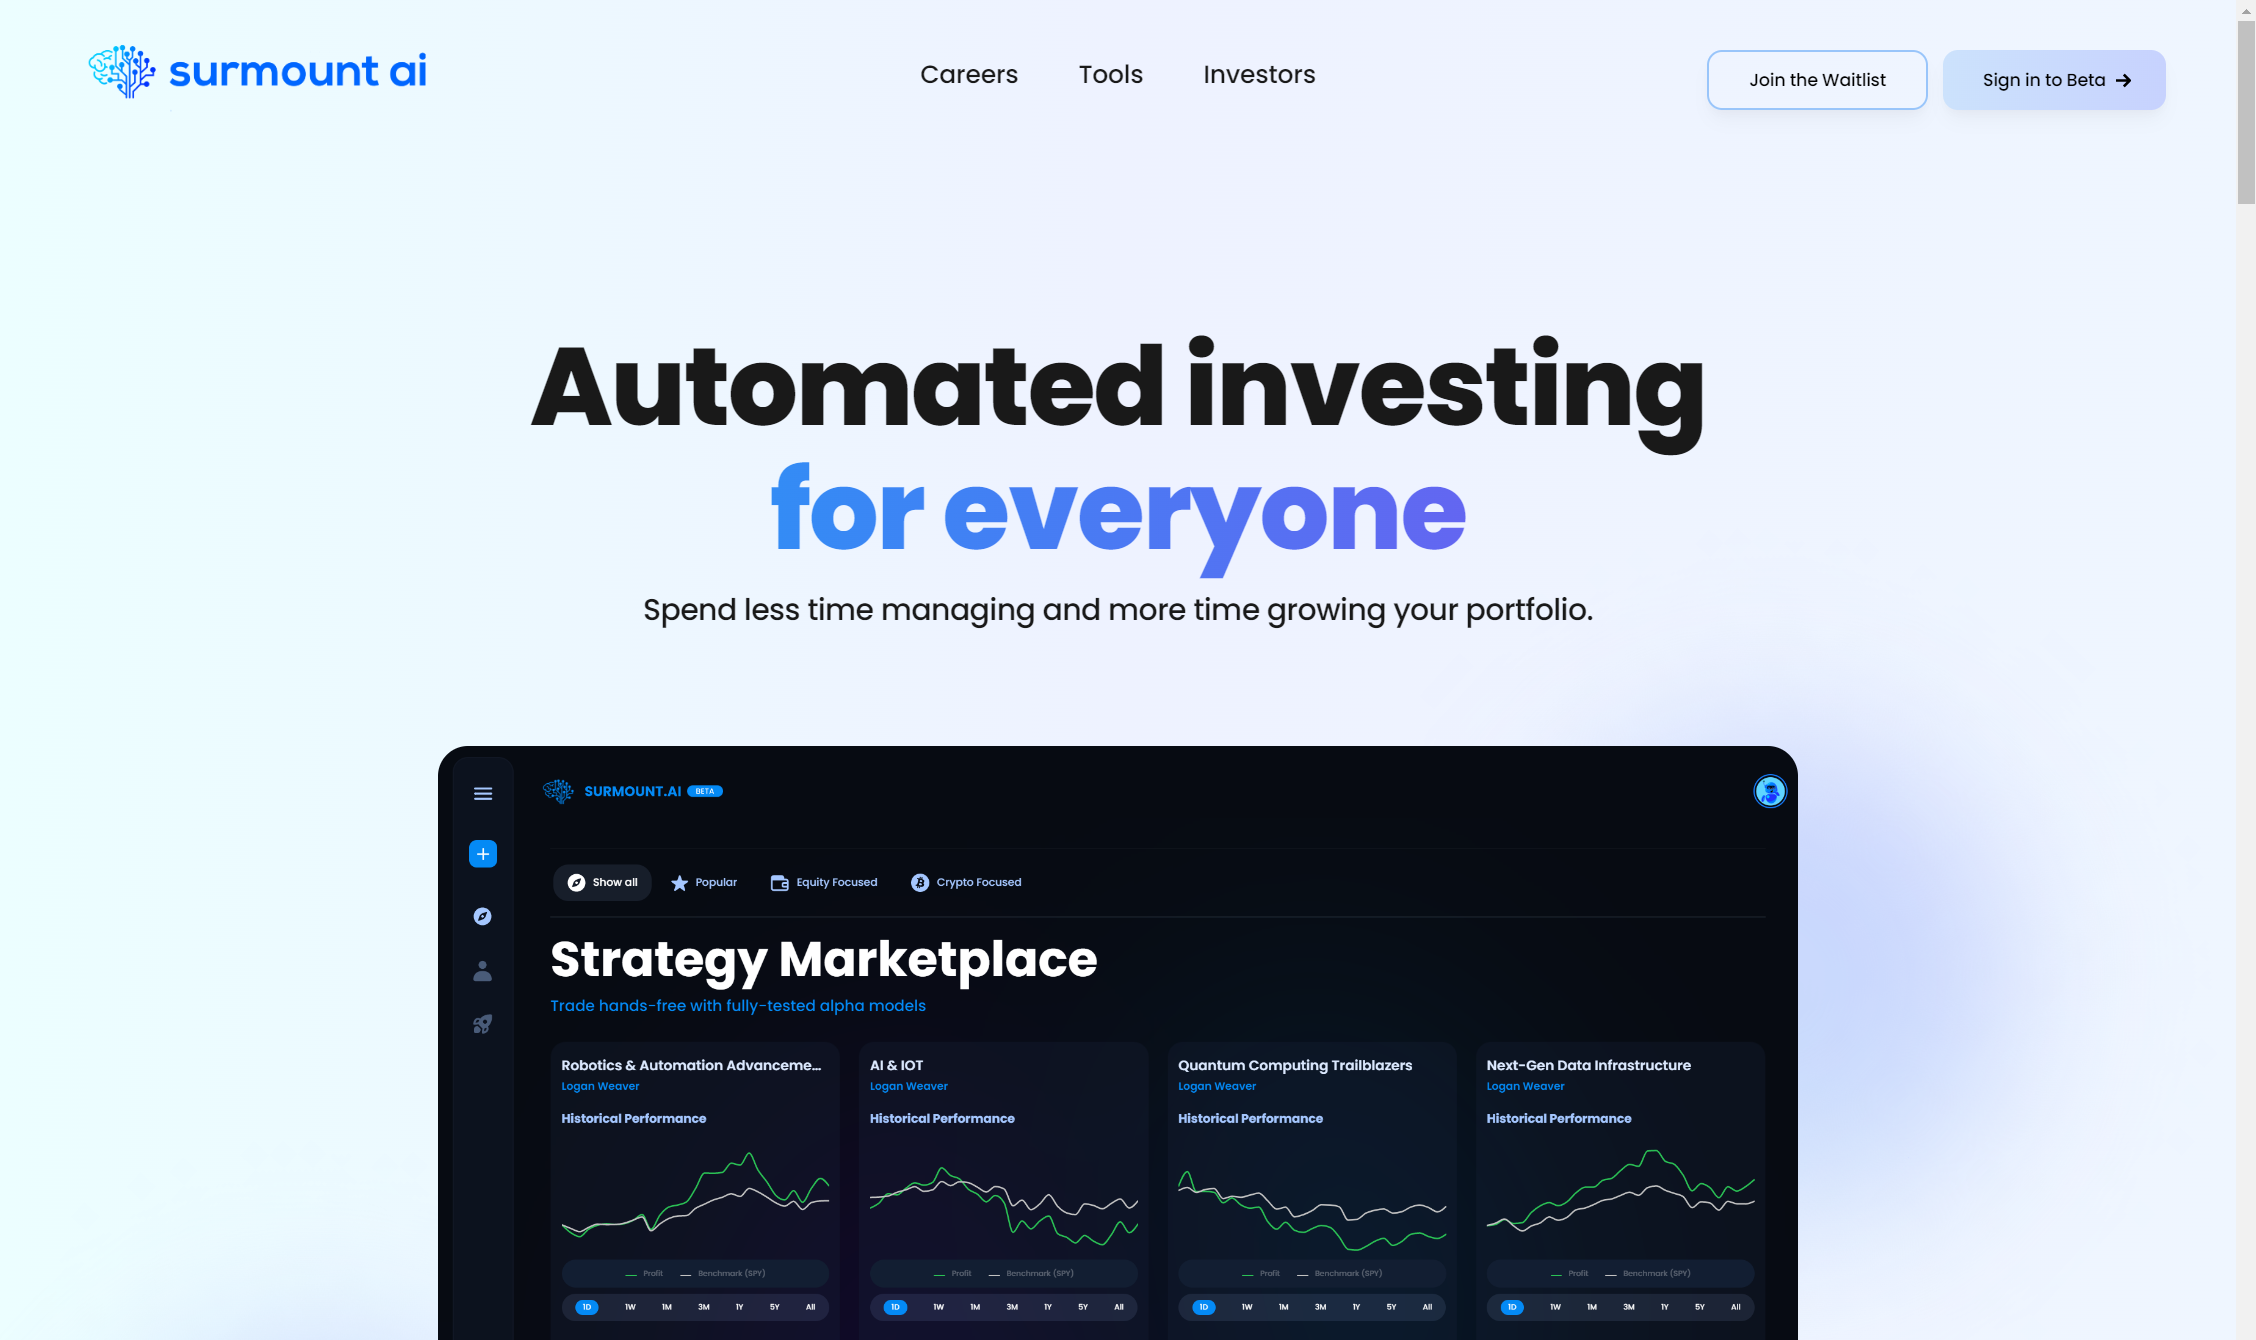 surmount ai
Careers Tools Investors
Join the Waitlist
Sign in to Beta
Automated investing
for everyone
Spend less time managing and more time growing your portfolio.
SURMOUNT.AI BETA
Show all Popular Equity Focused Crypto Focused
Strategy Marketplace
Trade hands-free with fully-tested alpha models
Robotics & Automation Advanceme...
Logan Weaver
Historical Performance
Profit Benchmark (SPY)
1D 1W 1M 3M 1Y 5Y All
AI & IOT
Logan Weaver
Historical Performance
Profit Benchmark (SPY)
1D 1W 1M 3M 1Y 5Y All
Quantum Computing Trailblazers
Logan Weaver
Historical Performance
Profit Benchmark (SPY)
1D 1W 1M 3M 1Y 5Y All
Next-Gen Data Infrastructure
Logan Weaver
Historical Performance
Profit Benchmark (SPY)
1D 1W 1M 3M 1Y 5Y All